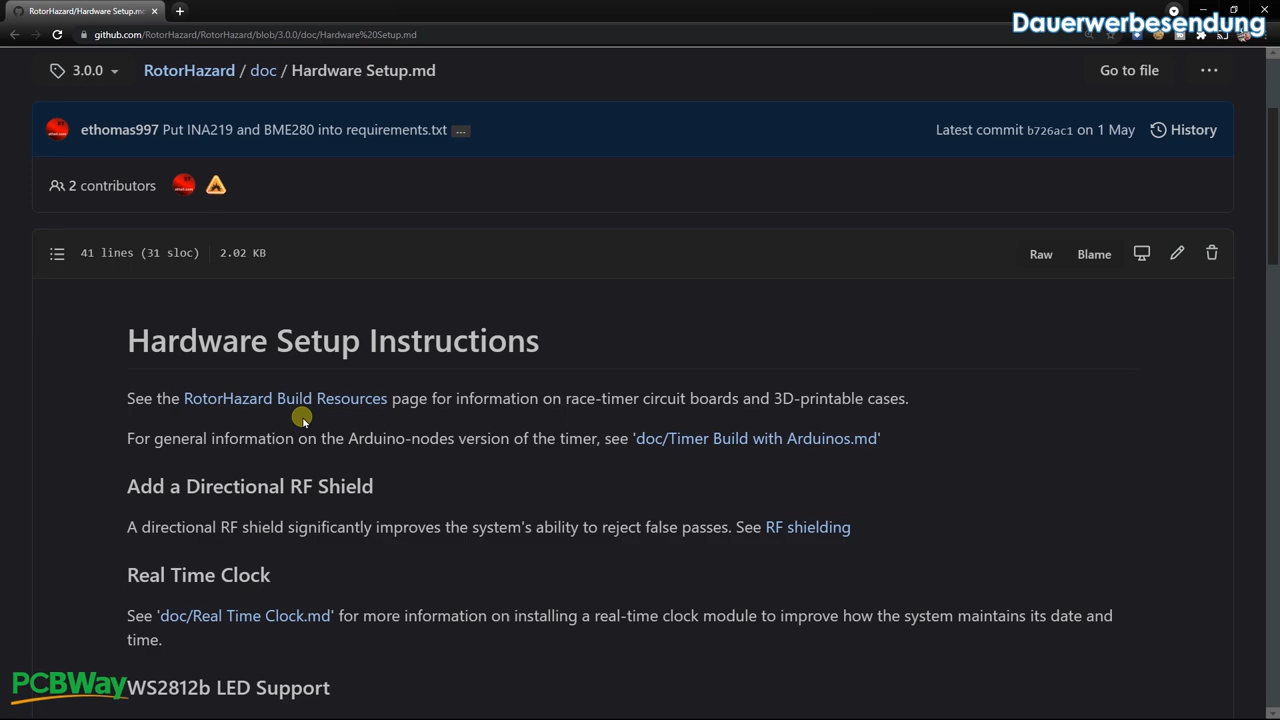 RotorHazard/Hardware Setup.md
Dauerwerbesendung
github.com/RotorHazard/RotorHazard/blob/3.0.0/doc/Hardware%20Setup.md
3.0.0
RotorHazard / doc / Hardware Setup.md
Go to file
ethomas997 Put INA219 and BME280 into requirements.txt ...
Latest commit b726ac1 on 1 May
History
2 contributors
41 lines (31 sloc)
2.02 KB
Raw
Blame
Hardware Setup Instructions
See the RotorHazard Build Resources page for information on race-timer circuit boards and 3D-printable cases.
For general information on the Arduino-nodes version of the timer, see 'doc/Timer Build with Arduinos.md'
Add a Directional RF Shield
A directional RF shield significantly improves the system's ability to reject false passes. See RF shielding
Real Time Clock
See 'doc/Real Time Clock.md' for more information on installing a real-time clock module to improve how the system maintains its date and
time.
PCBWay
WS2812b LED Support